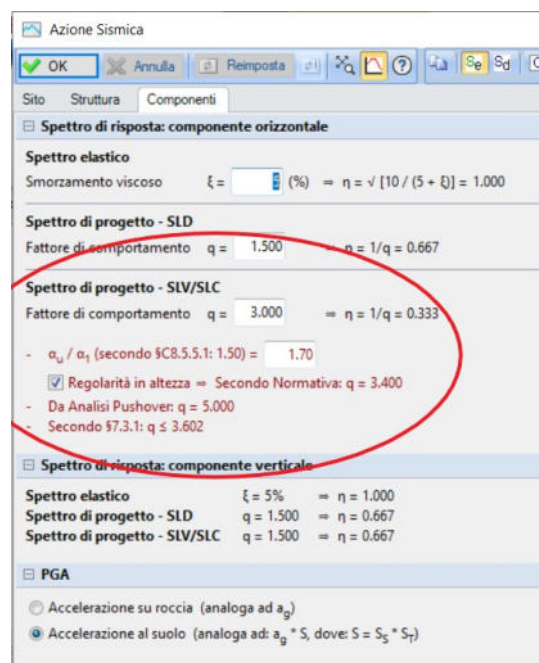 Azione Sismica
OK Annulla Reimposta Se Sd
Sito Struttura Componenti
Spettro di risposta: componente orizzontale
Spettro elastico
Smorzamento viscoso ξ = 5 (%) ⇒ η = √ [10 / (5 + ξ)] = 1.000
Spettro di progetto - SLD
Fattore di comportamento q = 1.500 ⇒ η = 1/q = 0.667
Spettro di progetto - SLV/SLC
Fattore di comportamento q = 3.000 ⇒ η = 1/q = 0.333
- αu / α1 (secondo §C8.5.5.1: 1.50) = 1.70
Regolarità in altezza ⇒ Secondo Normativa: q = 3.400
- Da Analisi Pushover: q = 5.000
- Secondo §7.3.1: q ≤ 3.602
Spettro di risposta: componente verticale
Spettro elastico ξ = 5% ⇒ η = 1.000
Spettro di progetto - SLD q = 1.500 ⇒ η = 0.667
Spettro di progetto - SLV/SLC q = 1.500 ⇒ η = 0.667
PGA
Accelerazione su roccia (analoga ad ag)
Accelerazione al suolo (analoga ad: ag * S, dove: S = SS * ST)